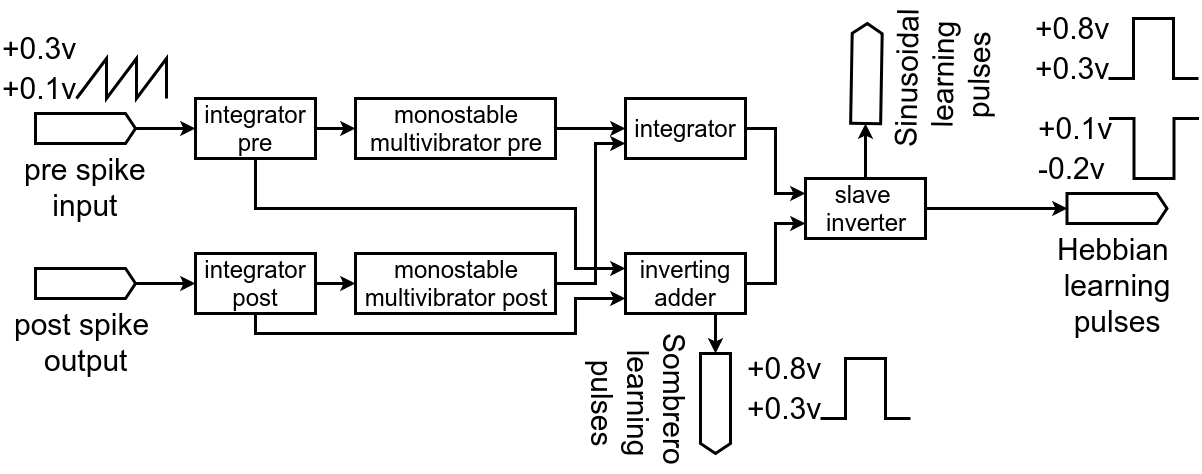 +0.3v
+0.1v
pre spike
input
integrator
pre
monostable
multivibrator pre
integrator
post spike
output
integrator
post
monostable
multivibrator post
inverting
adder
slave
inverter
Sinusoidal
learning
pulses
+0.8v
+0.3v
+0.1v
-0.2v
Hebbian
learning
pulses
Sombrero
learning
pulses
+0.8v
+0.3v